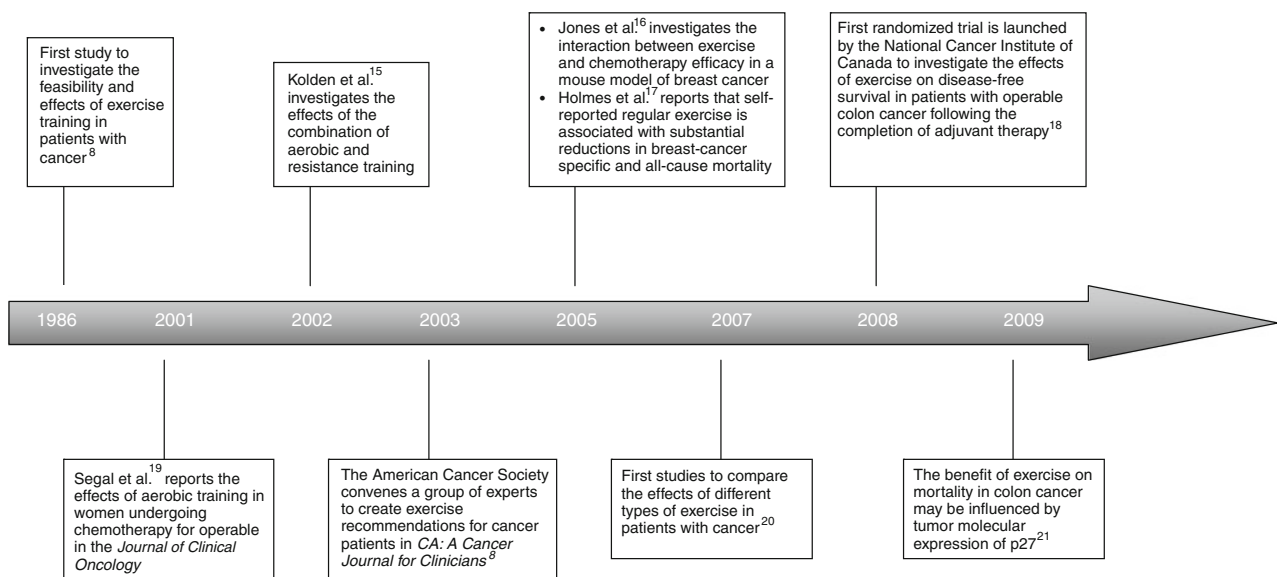 First study to
investigate the
feasibility and
effects of exercise
training in
patients with
cancer8
Kolden et al.15
investigates the
effects of the
combination of
aerobic and
resistance training
• Jones et al.16 investigates the
interaction between exercise
and chemotherapy efficacy in a
mouse model of breast cancer
• Holmes et al.17 reports that self-
reported regular exercise is
associated with substantial
reductions in breast-cancer
specific and all-cause mortality
First randomized trial is launched
by the National Cancer Institute of
Canada to investigate the effects
of exercise on disease-free
survival in patients with operable
colon cancer following the
completion of adjuvant therapy18
1986 2001 2002 2003 2005 2007 2008 2009
Segal et al.19 reports the
effects of aerobic training in
women undergoing
chemotherapy for operable
in the Journal of Clinical
Oncology
The American Cancer Society
convenes a group of experts
to create exercise
recommendations for cancer
patients in CA: A Cancer
Journal for Clinicians8
First studies to compare
the effects of different
types of exercise in
patients with cancer20
The benefit of exercise on
mortality in colon cancer
may be influenced by
tumor molecular
expression of p2721